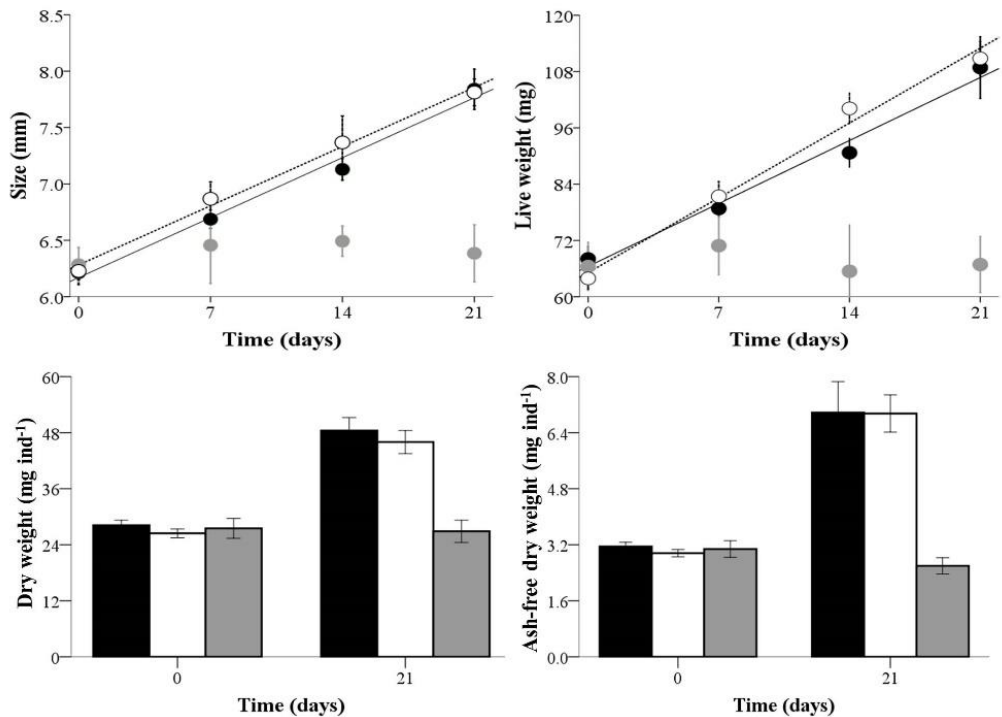 Size (mm)
8.5
8.0
7.5
7.0
6.5
6.0
0 7 14 21
Time (days)
Live weight (mg)
120
108
96
84
72
60
0 7 14 21
Time (days)
Dry weight (mg ind-1)
60
48
36
24
12
0
0 21
Time (days)
Ash-free dry weight (mg ind-1)
8.0
6.4
4.8
3.2
1.6
0.0
0 21
Time (days)